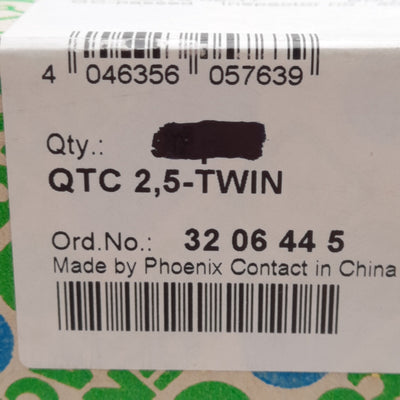 4 046356 057639
Qty.:
QTC 2,5-TWIN
Ord.No.: 32 06 44 5
Made by Phoenix Contact in China